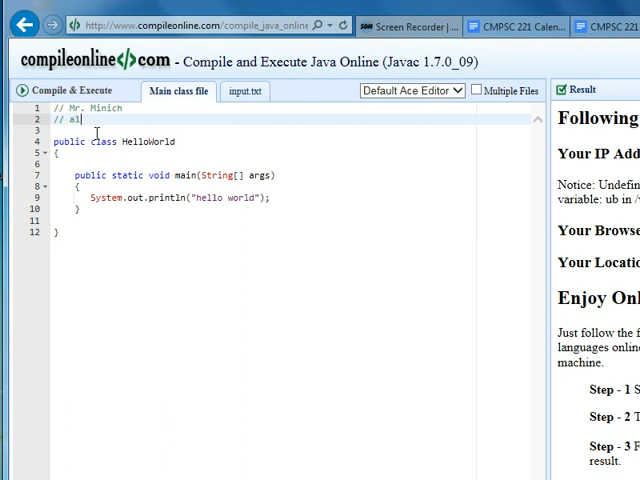 http://www.compileonline.com/compile_java_online
Screen Recorder |...
CMPSC 221 Calen...
CMPSC 221
compileonline</>com - Compile and Execute Java Online (Javac 1.7.0_09)
Compile & Execute
Main class file
input.txt
Default Ace Editor
Multiple Files
Result
1 // Mr. Minich
2 // a1
3
4 public class HelloWorld
5 {
6
7 public static void main(String[] args)
8 {
9 System.out.println("hello world");
10 }
11
12 }
Following
Your IP Add
Notice: Undefin
variable: ub in /
Your Browse
Your Locatio
Enjoy Onl
Just follow the f
languages online
machine.
Step - 1 S
Step - 2 T
Step - 3 F
result.